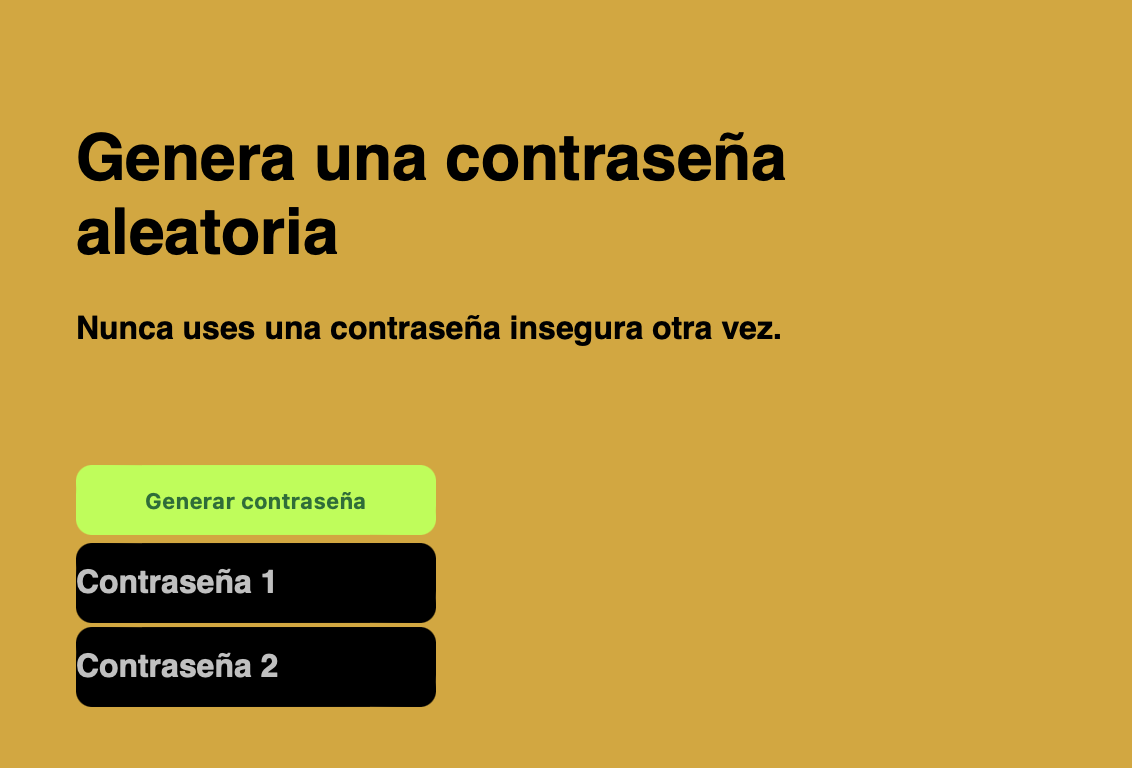 Genera una contraseña
aleatoria
Nunca uses una contraseña insegura otra vez.
Generar contraseña
Contraseña 1
Contraseña 2